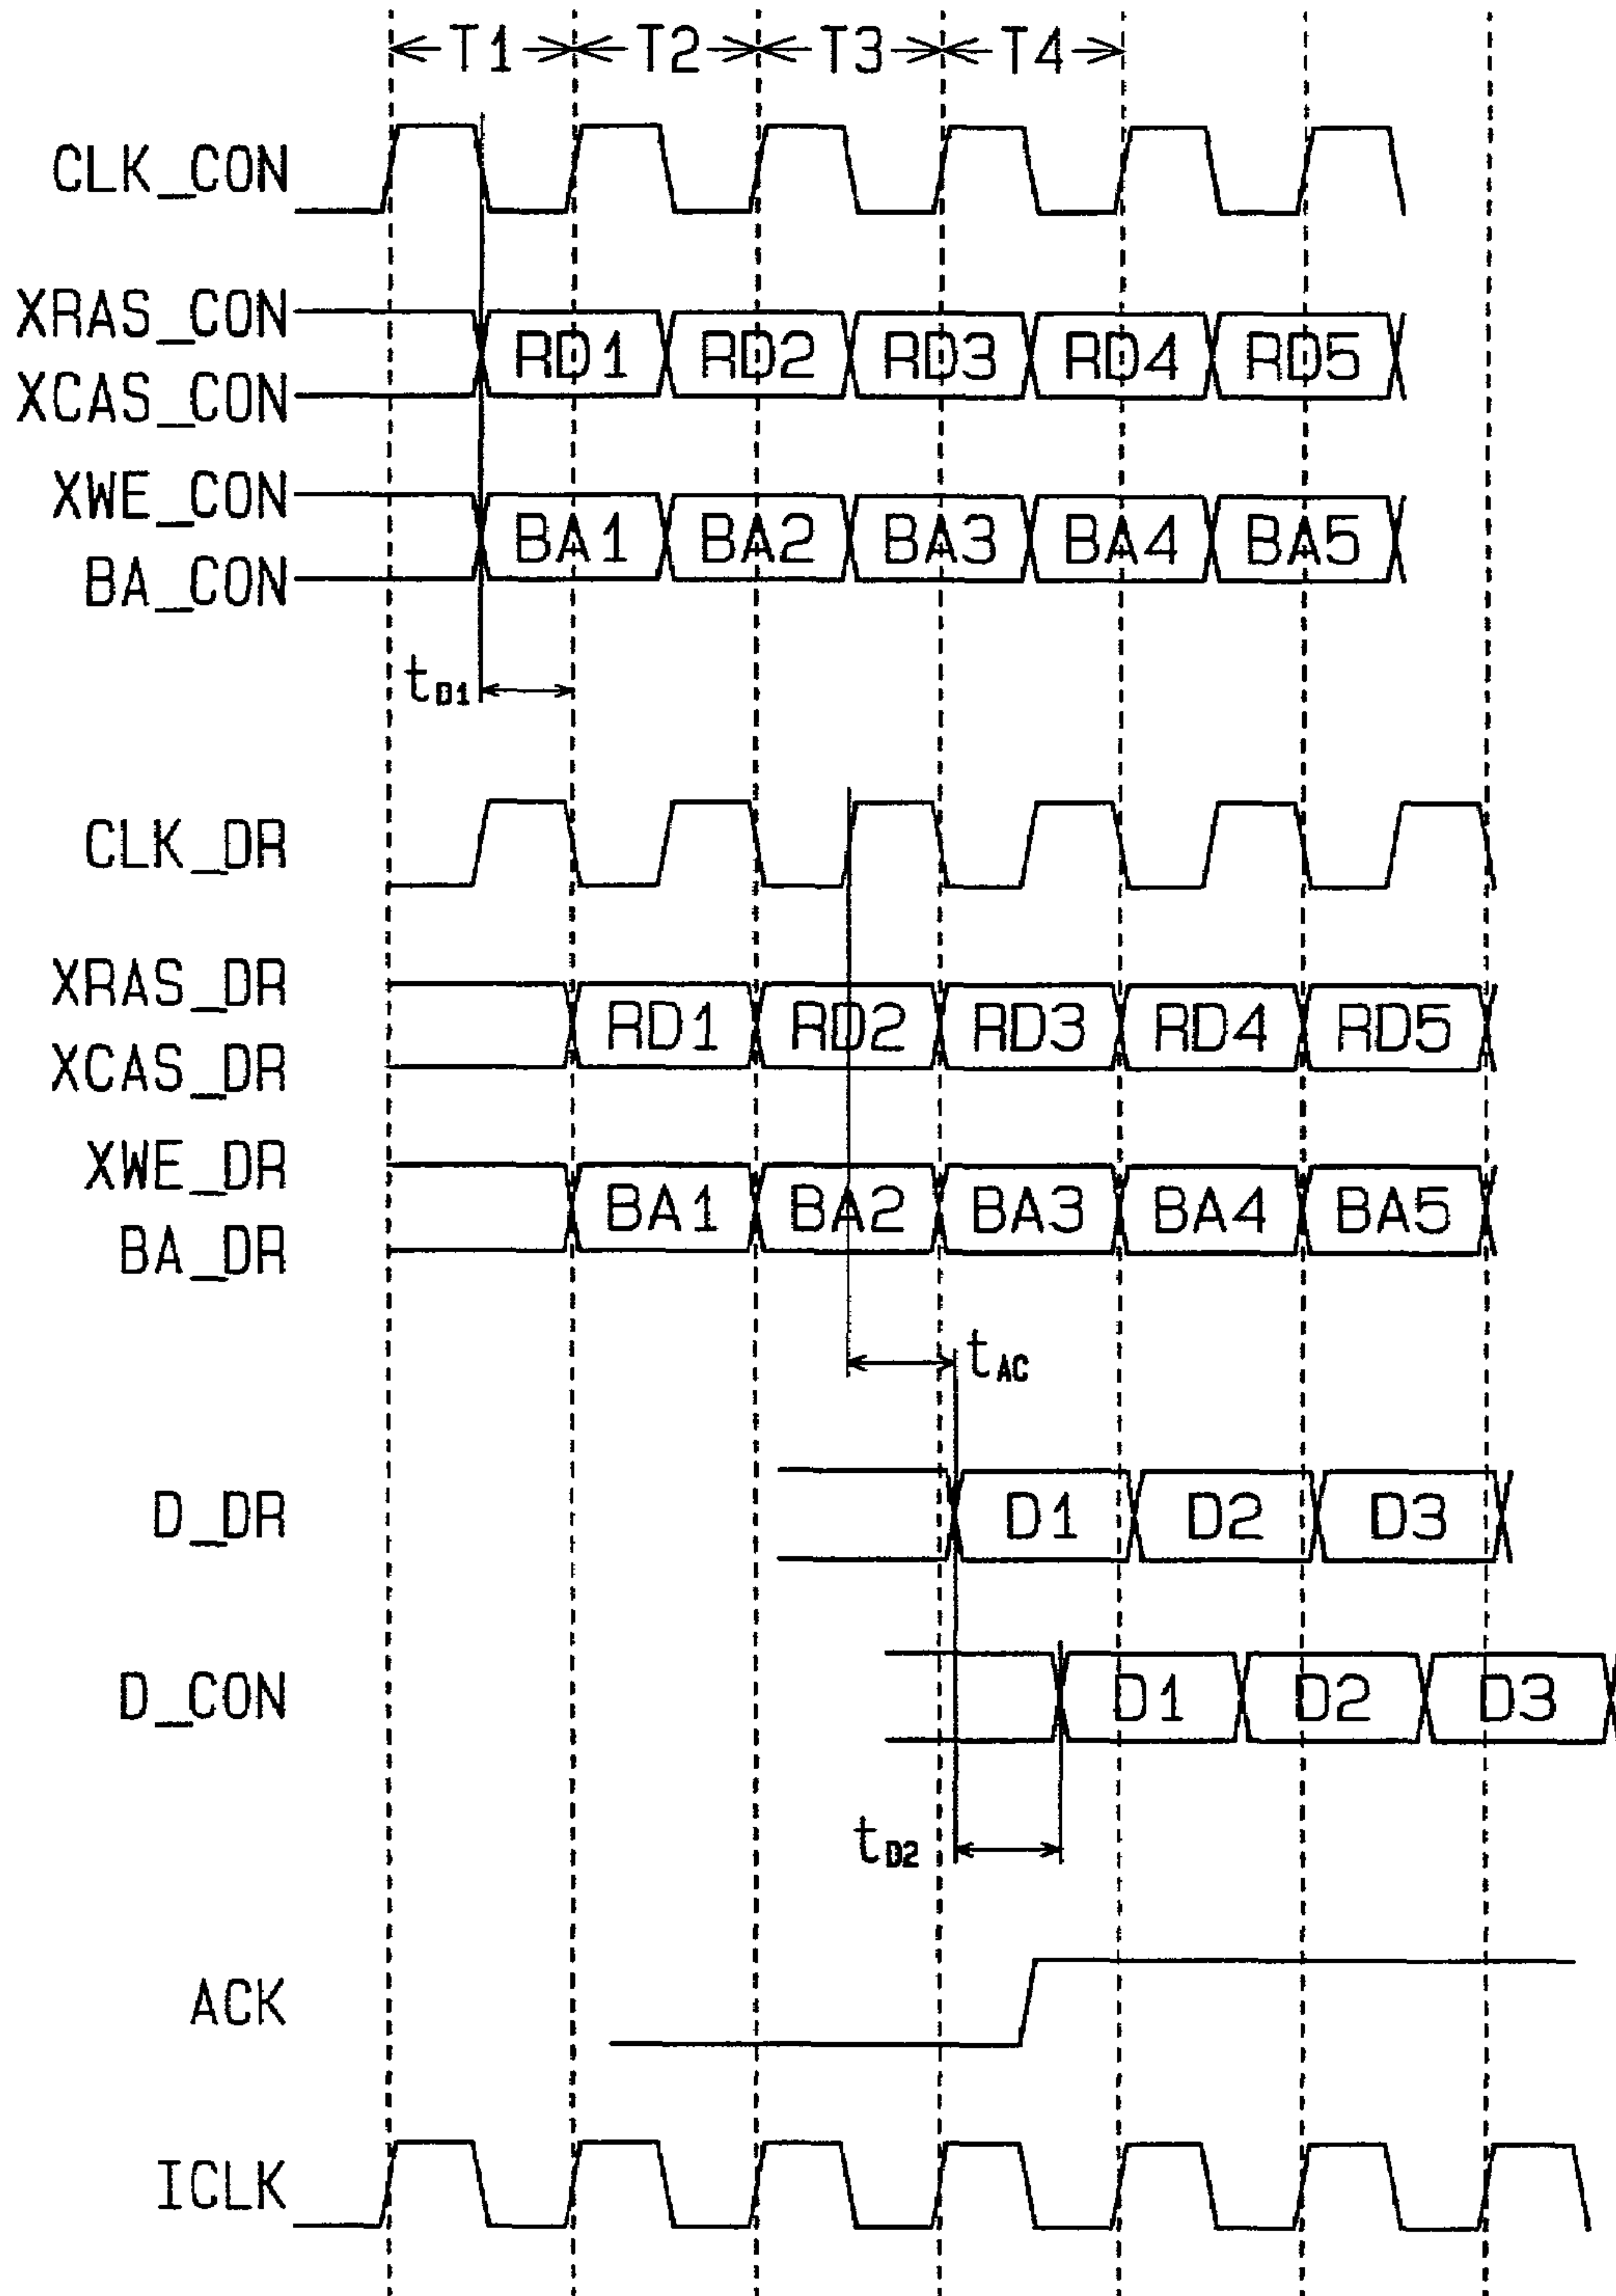 T1 T2 T3 T4
CLK_CON
XRAS_CON
RD1 RD2 RD3 RD4 RD5
XCAS_CON
XWE_CON
BA1 BA2 BA3 BA4 BA5
BA_CON
tD1
CLK_DR
XRAS_DR
RD1 RD2 RD3 RD4 RD5
XCAS_DR
XWE_DR
BA1 BA2 BA3 BA4 BA5
BA_DR
tAC
D_DR D1 D2 D3
D_CON D1 D2 D3
tD2
ACK
ICLK